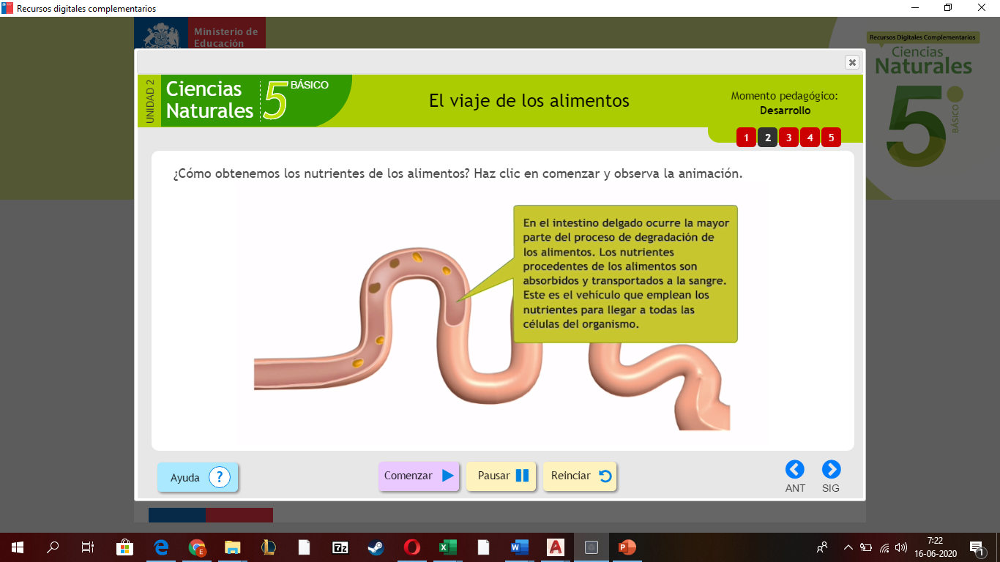 Recursos digitales complementarios
Ministerio de
Educación
Recursos Digitales Complementarios
Ciencias
Naturales
5
BÁSICO
UNIDAD 2
Ciencias
Naturales
5 BÁSICO
El viaje de los alimentos
Momento pedagógico:
Desarrollo
1 2 3 4 5
¿Cómo obtenemos los nutrientes de los alimentos? Haz clic en comenzar y observa la animación.
En el intestino delgado ocurre la mayor
parte del proceso de degradación de
los alimentos. Los nutrientes
procedentes de los alimentos son
absorbidos y transportados a la sangre.
Este es el vehículo que emplean los
nutrientes para llegar a todas las
células del organismo.
Ayuda ?
Comenzar
Pausar
Reinciar
ANT
SIG
7z
7:22
16-06-2020
1